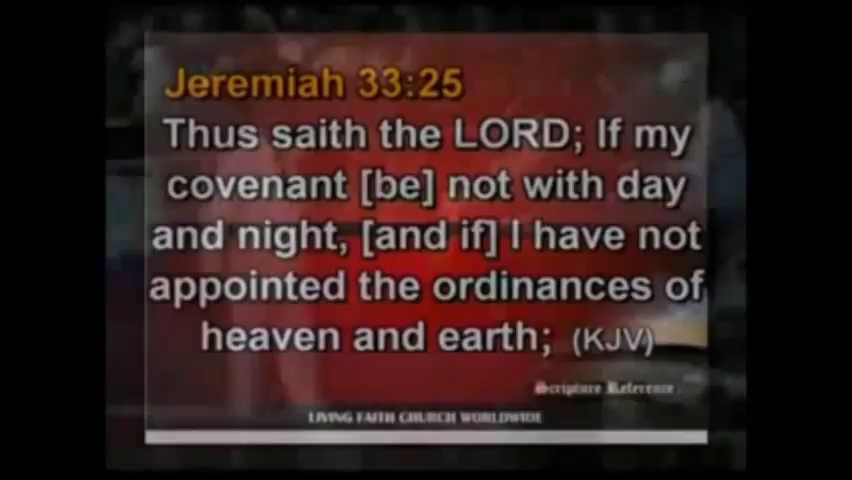 Jeremiah 33:25
Thus saith the LORD; If my
covenant [be] not with day
and night, [and if] I have not
appointed the ordinances of
heaven and earth; (KJV)
Scripture Reference
LIVING FAITH CHURCH WORLDWIDE